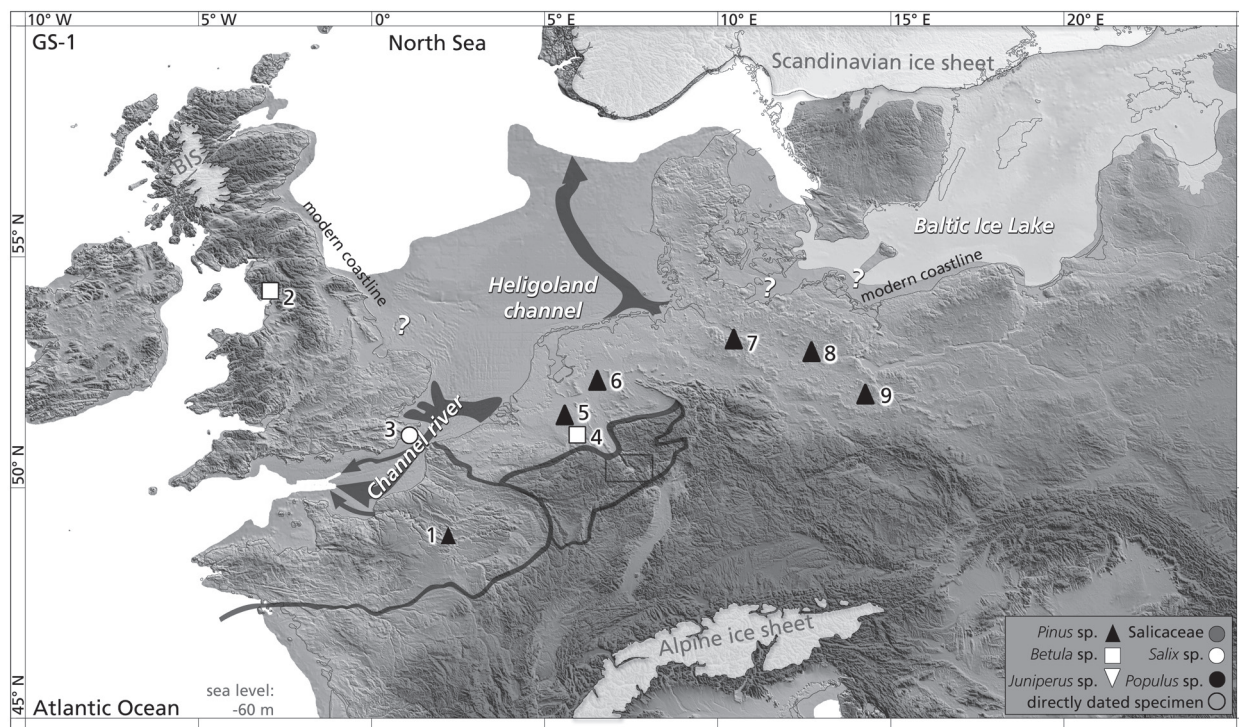 10° W 5° W 0° 5° E 10° E 15° E 20° E
GS-1
North Sea
Scandinavian ice sheet
BIS
modern coastline
55° N
Baltic Ice Lake
modern coastline
Heligoland
channel
?
?
?
2
7
8
6
9
5
3
4
Channel river
50° N
1
Alpine ice sheet
Pinus sp. Salicaceae
Betula sp. Salix sp.
Juniperus sp. Populus sp.
directly dated specimen
sea level:
-60 m
45° N
Atlantic Ocean